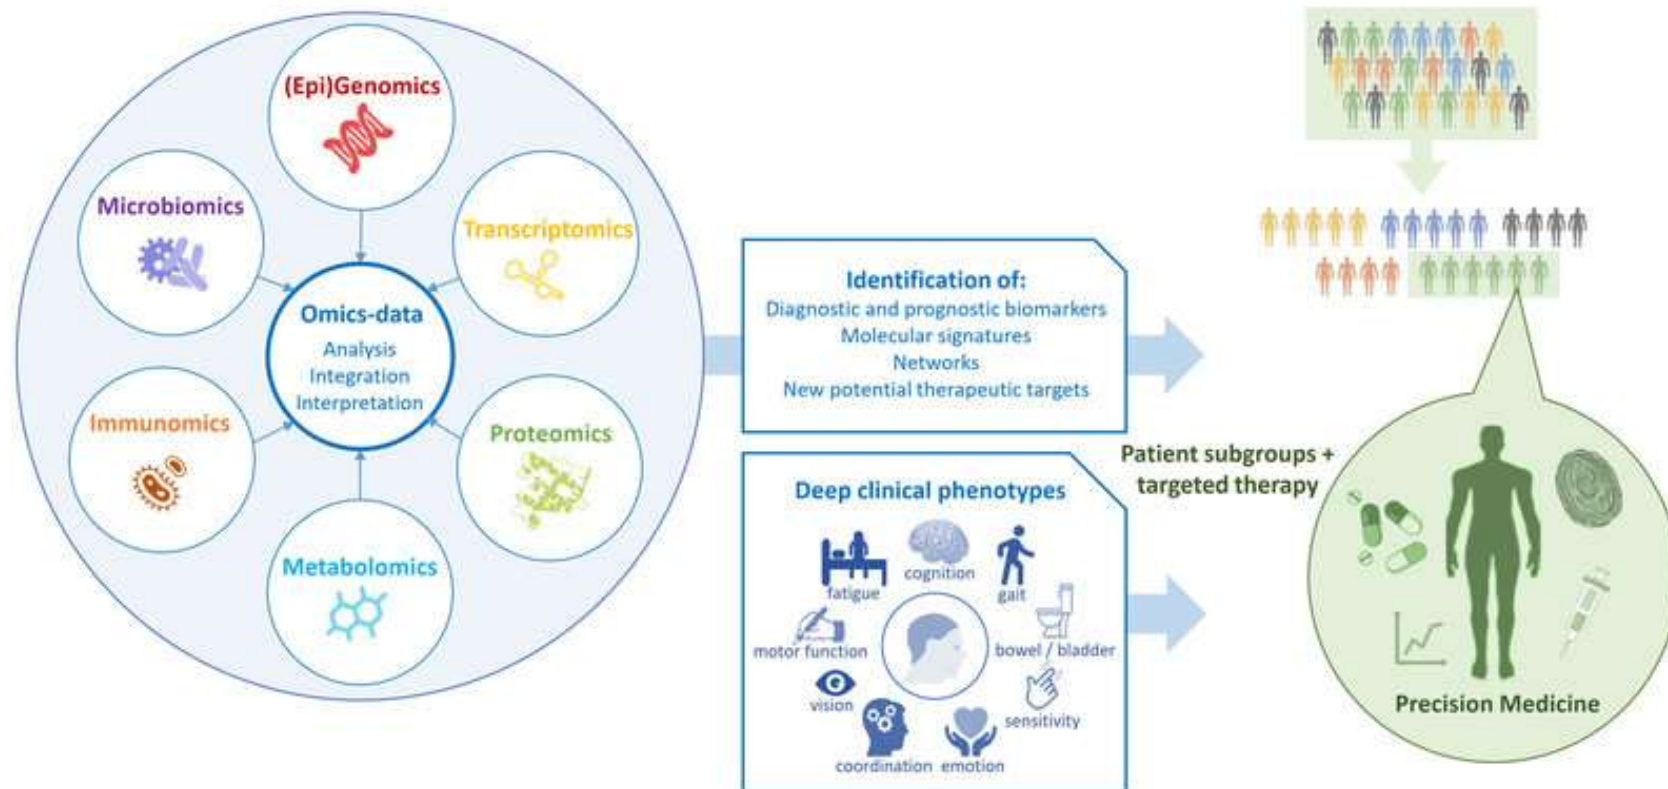 (Epi)Genomics
Microbiomics
Transcriptomics
Omics-data
Analysis
Integration
Interpretation
Immunomics
Proteomics
Metabolomics
Identification of:
Diagnostic and prognostic biomarkers
Molecular signatures
Networks
New potential therapeutic targets
Deep clinical phenotypes
fatigue
cognition
gait
motor function
bowel / bladder
vision
sensitivity
coordination
emotion
Patient subgroups +
targeted therapy
Precision Medicine